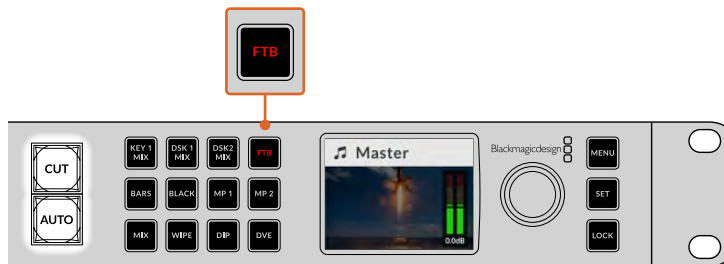 FTB
CUT
AUTO
KEY 1 MIX
DSK 1 MIX
DSK2 MIX
FTB
BARS
BLACK
MP 1
MP 2
MIX
WIPE
DIP
DVE
Master
0.0dB
Blackmagicdesign
MENU
SET
LOCK